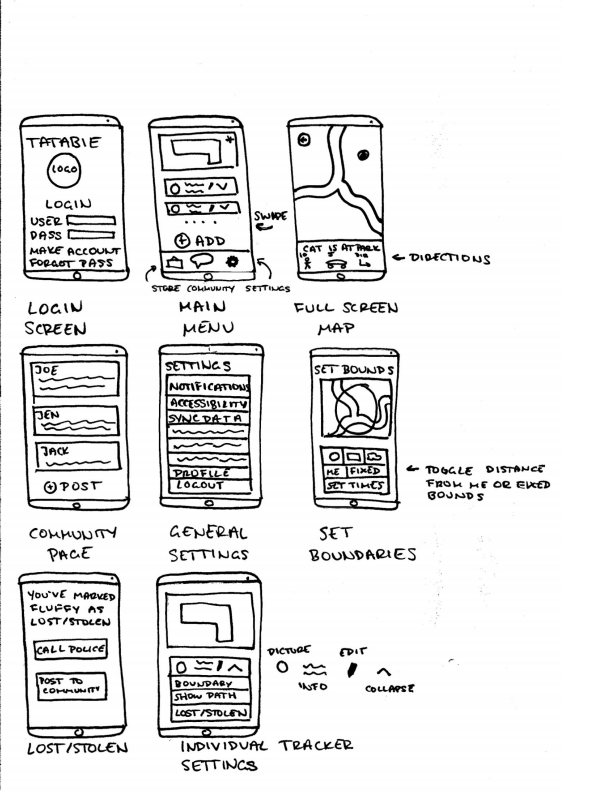 TATABIE
LOGO
LOGIN
USER
PASS
MAKE ACCOUNT
FORGOT PASS
LOGIN
SCREEN
ADD
STORE COMMUNITY SETTINGS
SWIPE
MAIN
MENU
CAT IS AT PARK
10 5 DIR
DIRECTIONS
FULL SCREEN
MAP
JOE
JEN
JACK
POST
COMMUNITY
PAGE
SETTINGS
NOTIFICATIONS
ACCESSIBILITY
SYNC DATA
PROFILE
LOGOUT
GENERAL
SETTINGS
SET BOUNDS
ME FIXED
SET TIMES
TOGGLE DISTANCE
FROM ME OR FIXED
BOUNDS
SET
BOUNDARIES
YOU'VE MARKED
FLUFFY AS
LOST/STOLEN
CALL POLICE
POST TO
COMMUNITY
LOST/STOLEN
BOUNDARY
SHOW PATH
LOST/STOLEN
INDIVIDUAL TRACKER
SETTINGS
PICTURE EDIT
INFO COLLAPSE